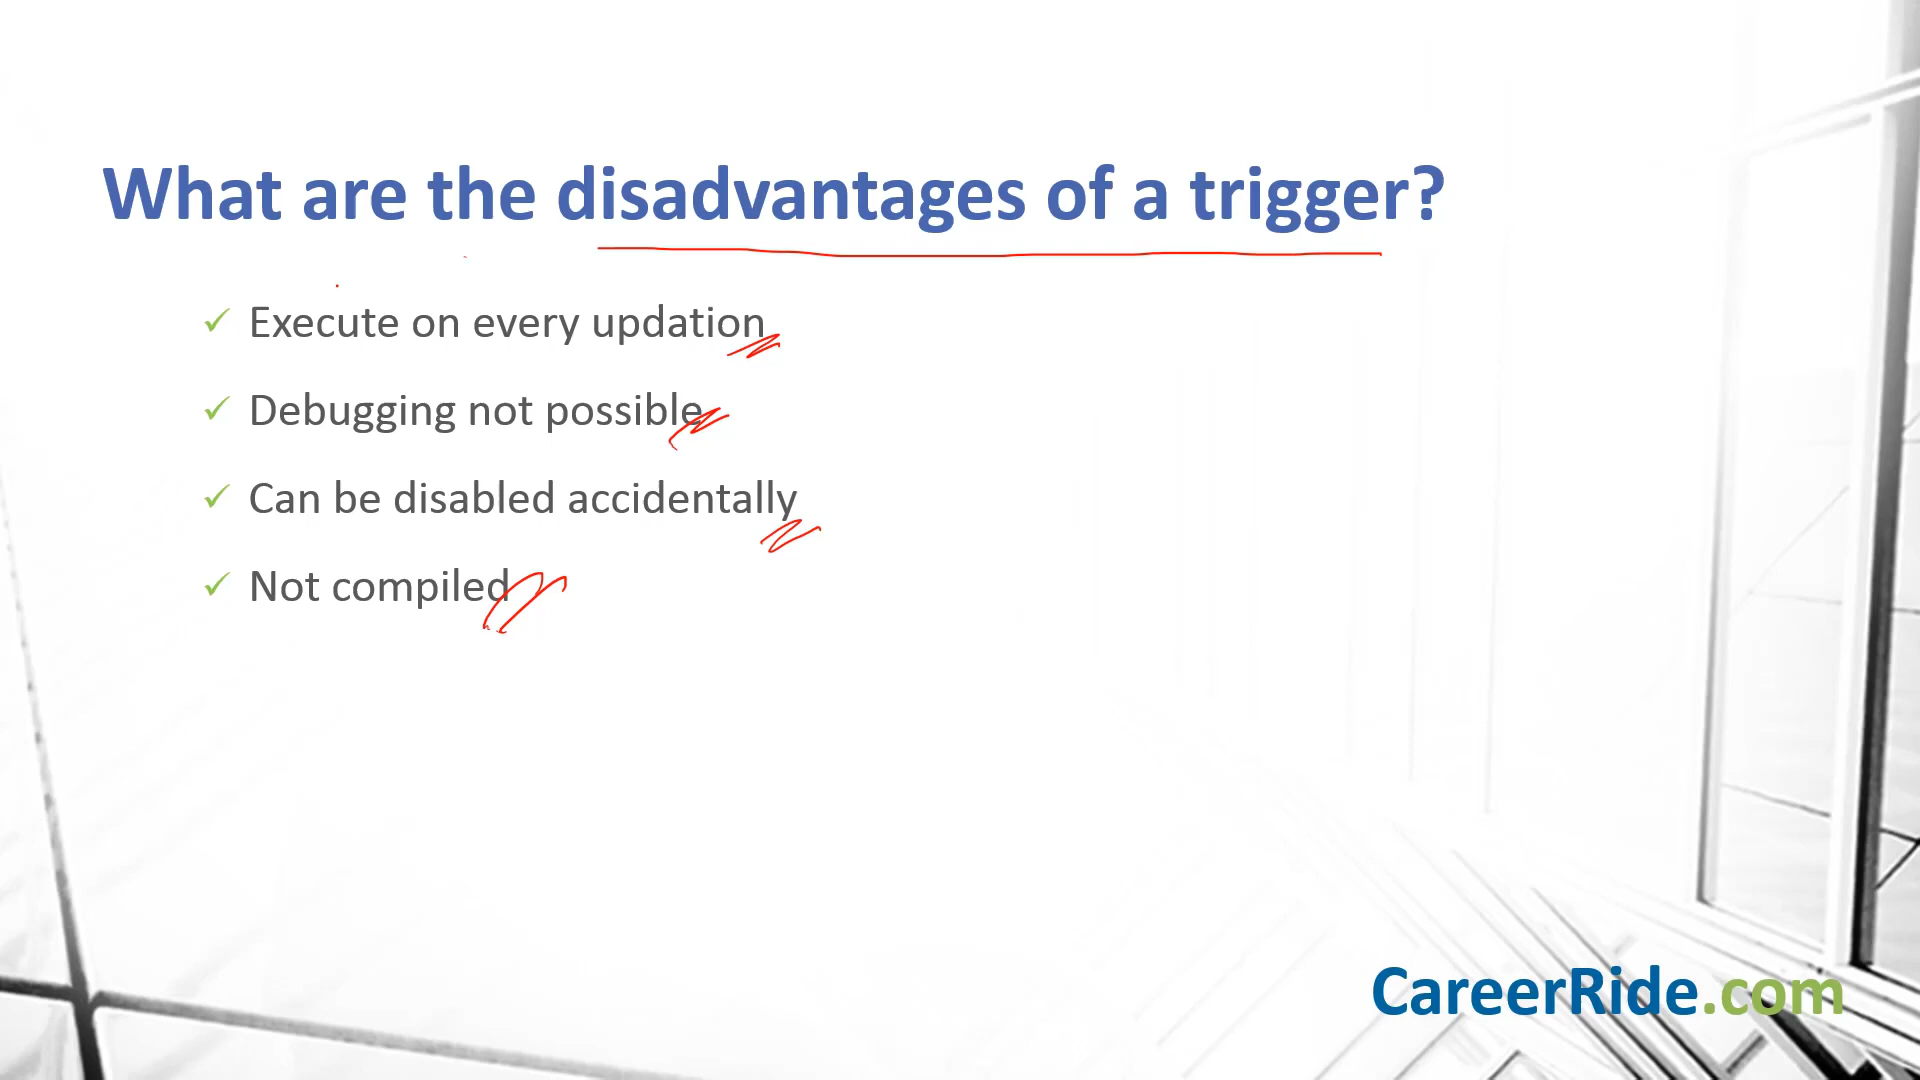 What are the disadvantages of a trigger?
✓ Execute on every updation
✓ Debugging not possible
✓ Can be disabled accidentally
✓ Not compiled
CareerRide.com